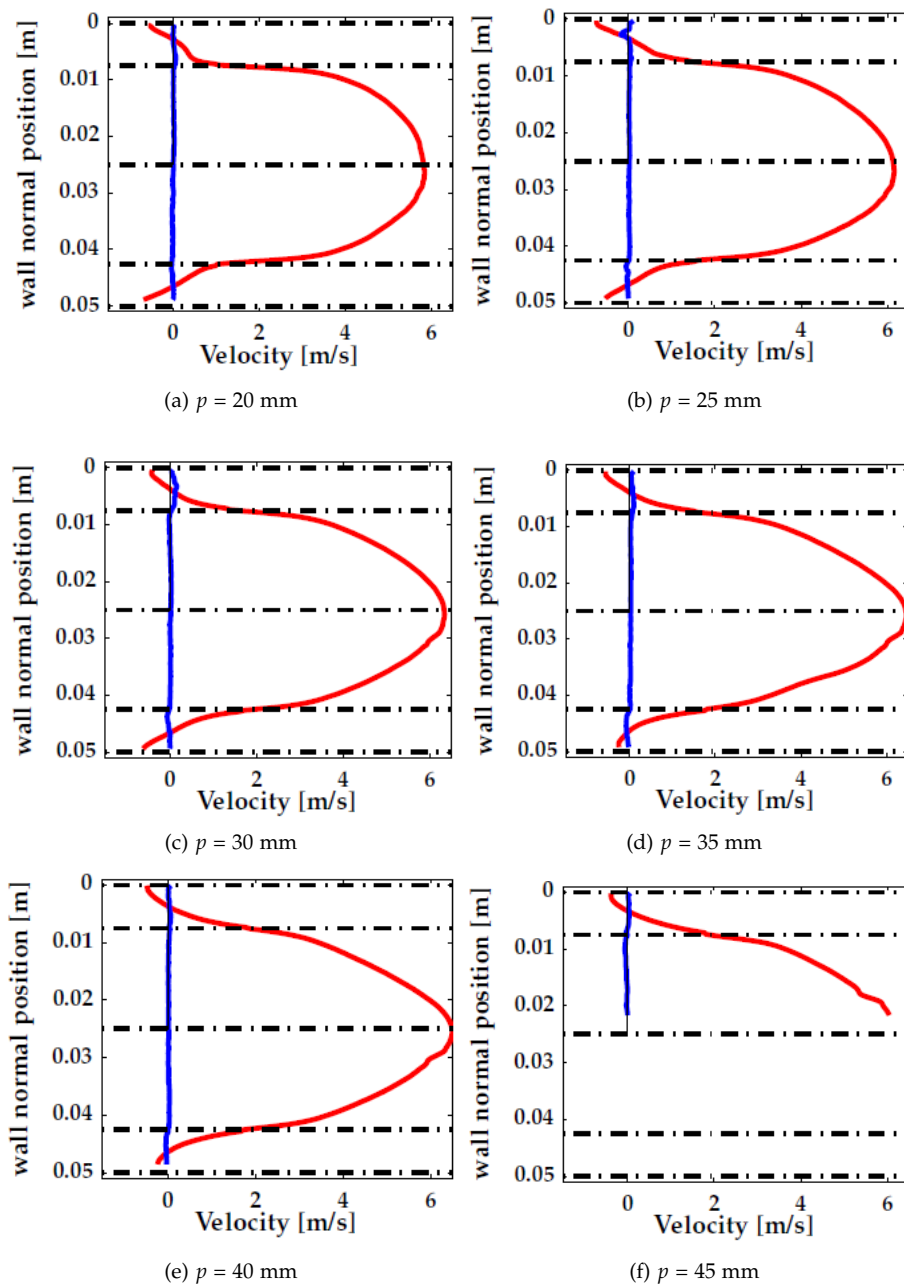 wall normal position [m]
0
0.01
0.02
0.03
0.04
0.05
0 2 4 6
Velocity [m/s]
(a) p = 20 mm
wall normal position [m]
0
0.01
0.02
0.03
0.04
0.05
0 2 4 6
Velocity [m/s]
(b) p = 25 mm
wall normal position [m]
0
0.01
0.02
0.03
0.04
0.05
0 2 4 6
Velocity [m/s]
(c) p = 30 mm
wall normal position [m]
0
0.01
0.02
0.03
0.04
0.05
0 2 4 6
Velocity [m/s]
(d) p = 35 mm
wall normal position [m]
0
0.01
0.02
0.03
0.04
0.05
0 2 4 6
Velocity [m/s]
(e) p = 40 mm
wall normal position [m]
0
0.01
0.02
0.03
0.04
0.05
0 2 4 6
Velocity [m/s]
(f) p = 45 mm